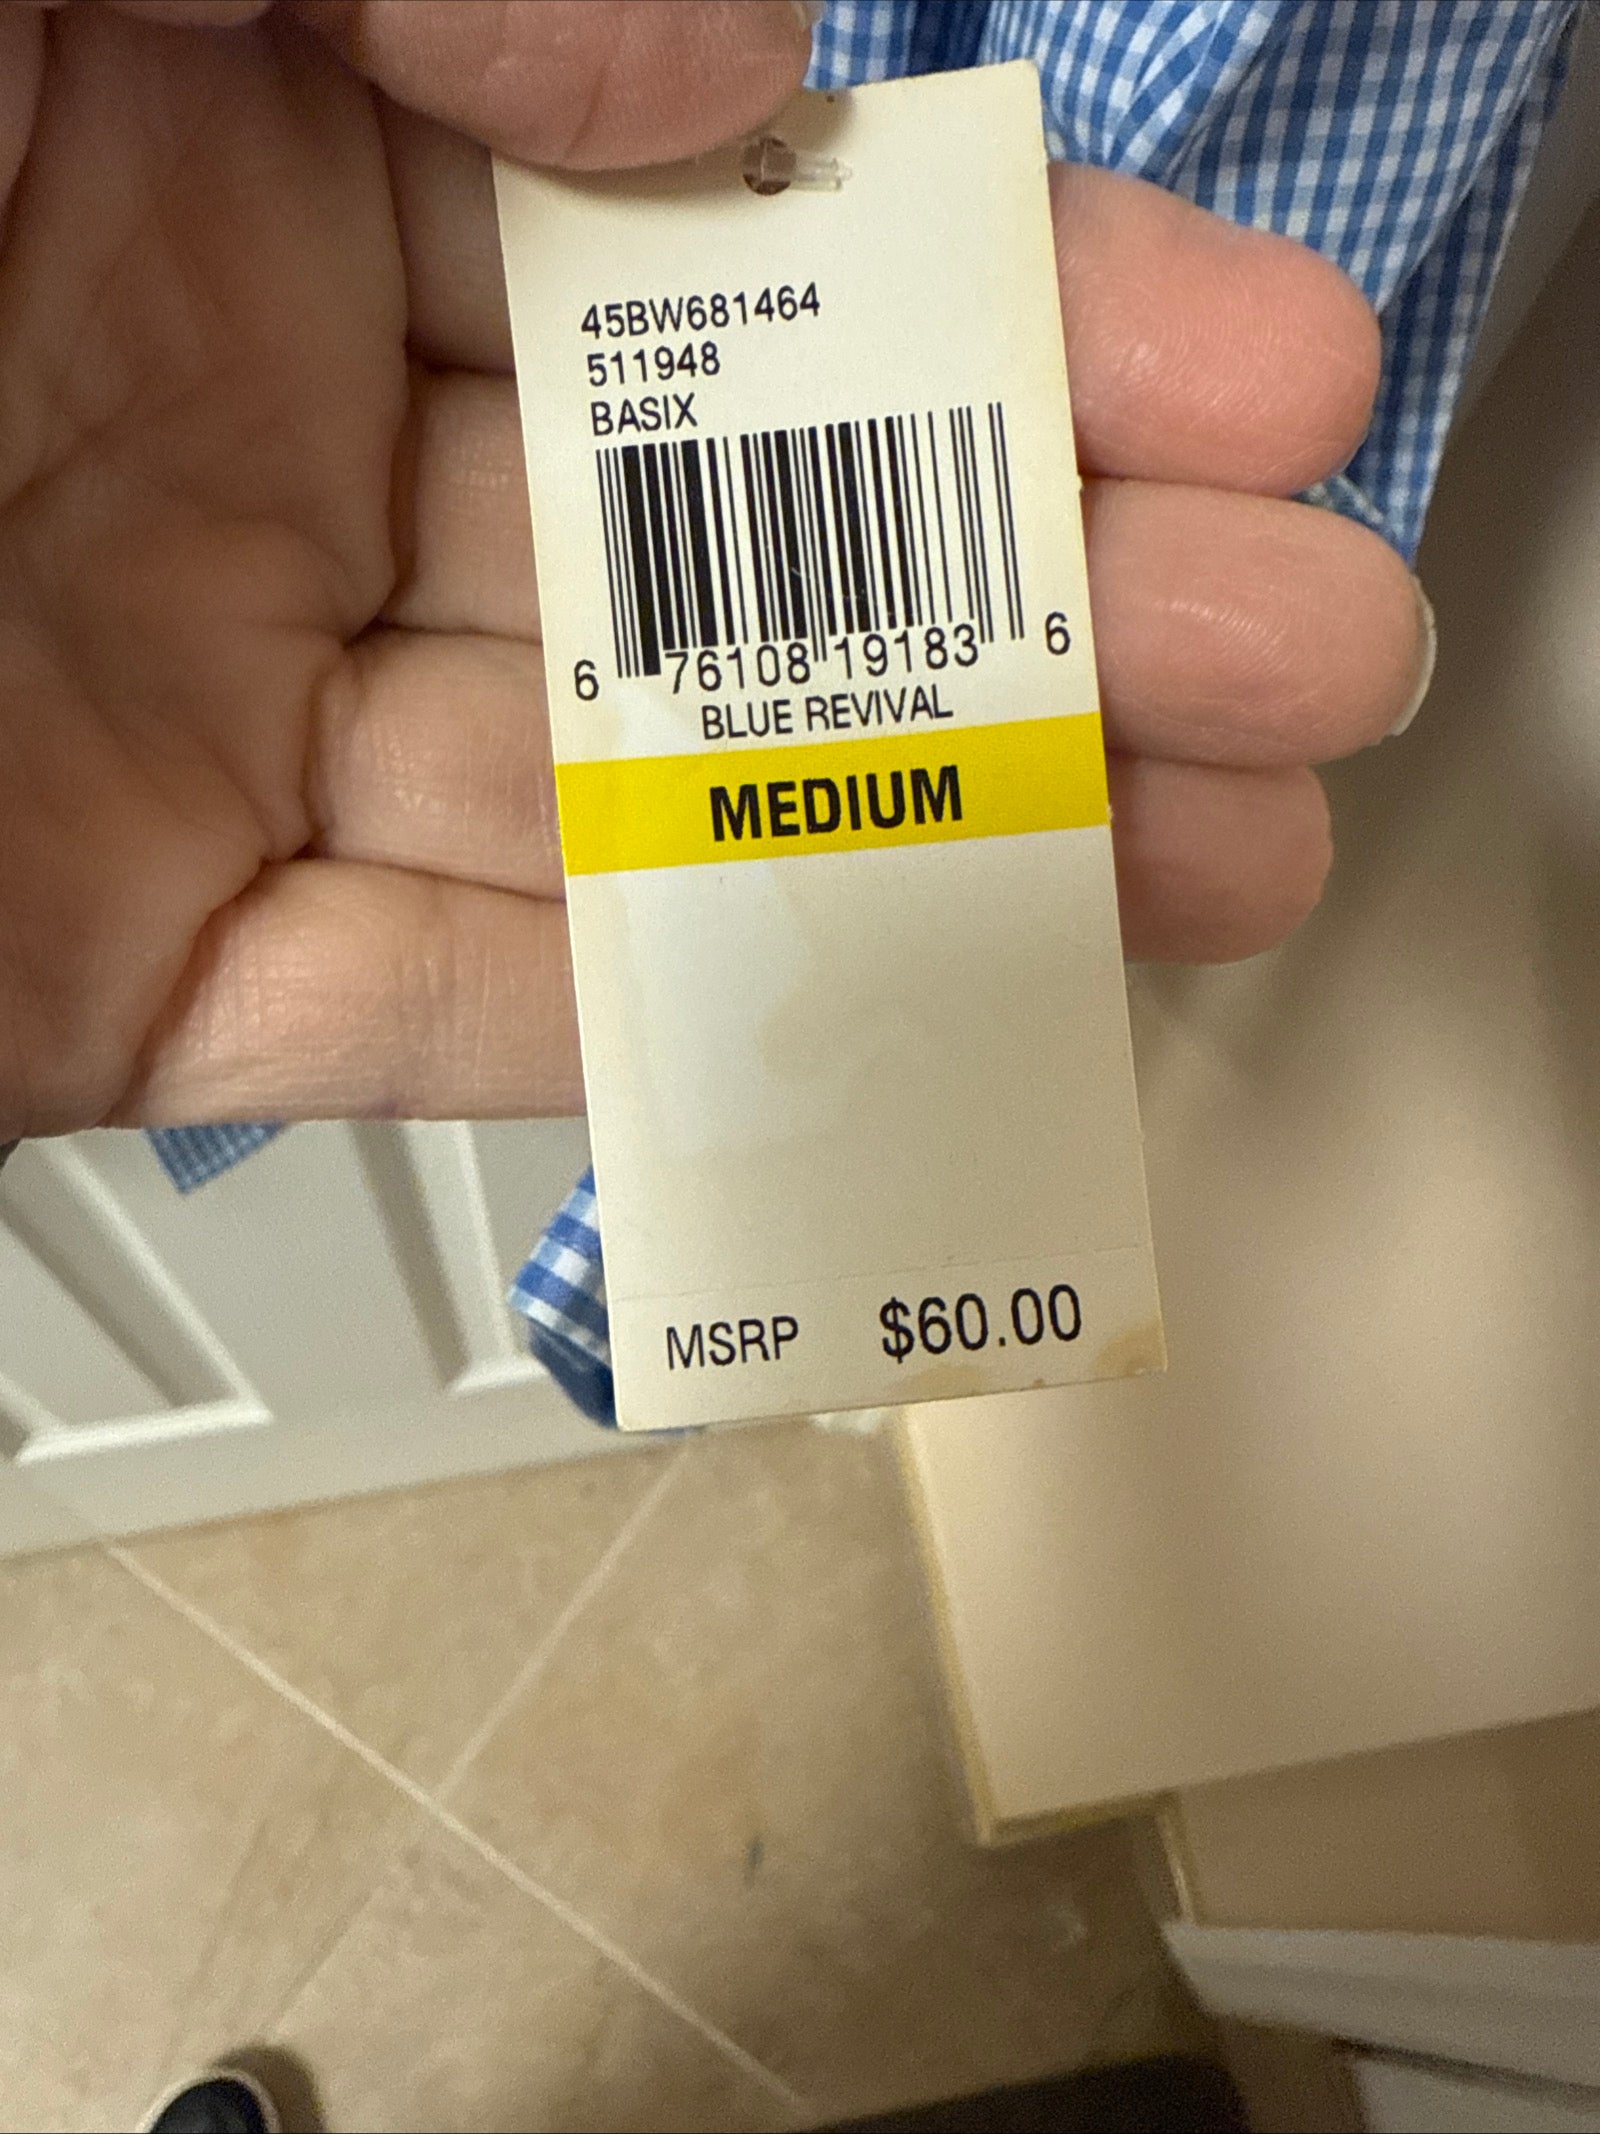 45BW681464
511948
BASIX
6 76108 19183 6
BLUE REVIVAL
MEDIUM
MSRP $60.00